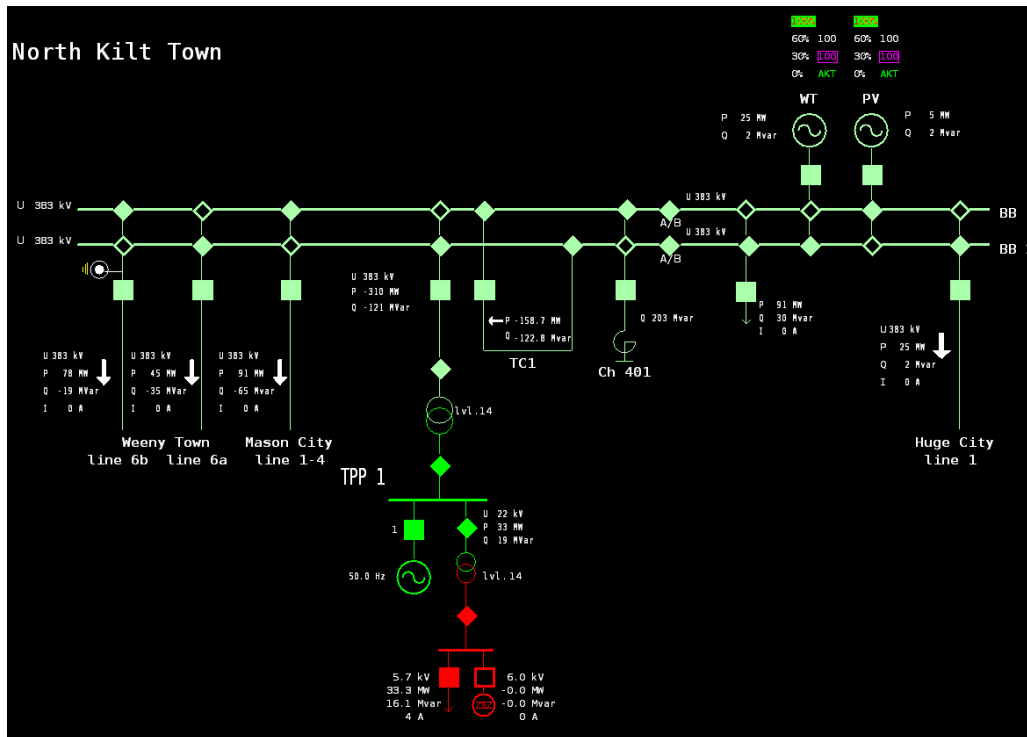 North Kilt Town
100% 100%
60% 100 60% 100
30% 100 30% 100
0% AKT 0% AKT
WT PV
P 25 MW
Q 2 Mvar
P 5 MW
Q 2 Mvar
U 383 kV
U 383 kV
BB
A/B
U 383 kV
U 383 kV
BB
A/B
U 383 kV
P -310 MW
Q -121 MVar
P -158.7 MW
Q -122.8 Mvar
TC1
Q 203 Mvar
Ch 401
P 91 MW
Q 30 Mvar
I 0 A
U 383 kV
P 25 MW
Q 2 Mvar
I 0 A
U 383 kV
P 78 MW
Q -19 MVar
I 0 A
U 383 kV
P 45 MW
Q -35 MVar
I 0 A
U 383 kV
P 91 MW
Q -65 Mvar
I 0 A
lvl.14
Weeny Town
line 6b line 6a
Mason City
line 1-4
Huge City
line 1
TPP 1
1
U 22 kV
P 33 MW
Q 19 MVar
50.0 Hz
lvl.14
5.7 kV
33.3 MW
16.1 Mvar
4 A
ZSZ
6.0 kV
-0.0 MW
-0.0 Mvar
0 A